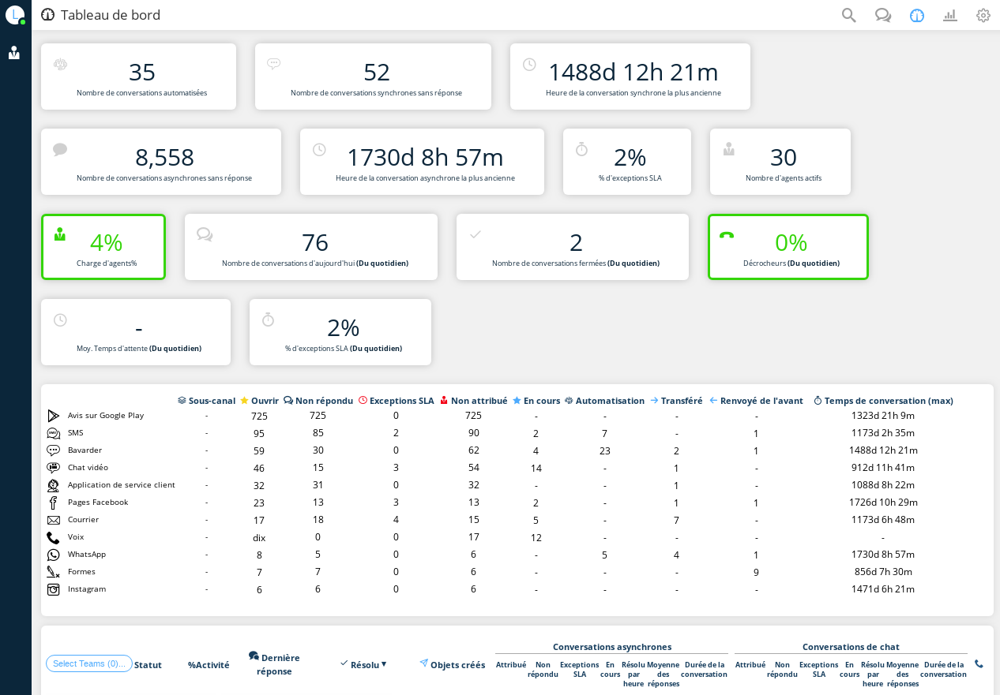 L Tableau de bord
35 52 1488d 12h 21m
Nombre de conversations automatisées Nombre de conversations synchrones sans réponse Heure de la conversation synchrone la plus ancienne
8,558 1730d 8h 57m 2% 30
Nombre de conversations asynchrones sans réponse Heure de la conversation asynchrone la plus ancienne % d'exceptions SLA Nombre d'agents actifs
4% 76 2 0%
Charge d'agents% Nombre de conversations d'aujourd'hui (Du quotidien) Nombre de conversations fermées (Du quotidien) Décrocheurs (Du quotidien)
- 2%
Moy. Temps d'attente (Du quotidien) % d'exceptions SLA (Du quotidien)
Sous-canal Ouvrir Non répondu Exceptions SLA Non attribué En cours Automatisation Transféré Renvoyé de l'avant Temps de conversation (max)
Avis sur Google Play - 725 725 0 725 - - - - 1323d 21h 9m
SMS - 95 85 2 90 2 7 - 1 1173d 2h 35m
Bavarder - 59 30 0 62 4 23 2 1 1488d 12h 21m
Chat vidéo - 46 15 3 54 14 - 1 - 912d 11h 41m
Application de service client - 32 31 0 32 - - 1 - 1088d 8h 22m
Pages Facebook - 23 13 3 13 2 - 1 1 1726d 10h 29m
Courrier - 17 18 4 15 5 - 7 - 1173d 6h 48m
Voix - dix 0 0 17 12 - - - -
WhatsApp - 8 5 0 6 - 5 4 1 1730d 8h 57m
Formes - 7 7 0 6 - - - 9 856d 7h 30m
Instagram - 6 6 0 6 - - - - 1471d 6h 21m
Conversations asynchrones Conversations de chat
Select Teams (0)... Statut %Activité Dernière réponse Résolu ▼ Objets créés
Attribué Non répondu Exceptions SLA En cours Résolu par heure Moyenne des réponses Durée de la conversation Attribué Non répondu Exceptions SLA En cours Résolu par heure Moyenne des réponses Durée de la conversation